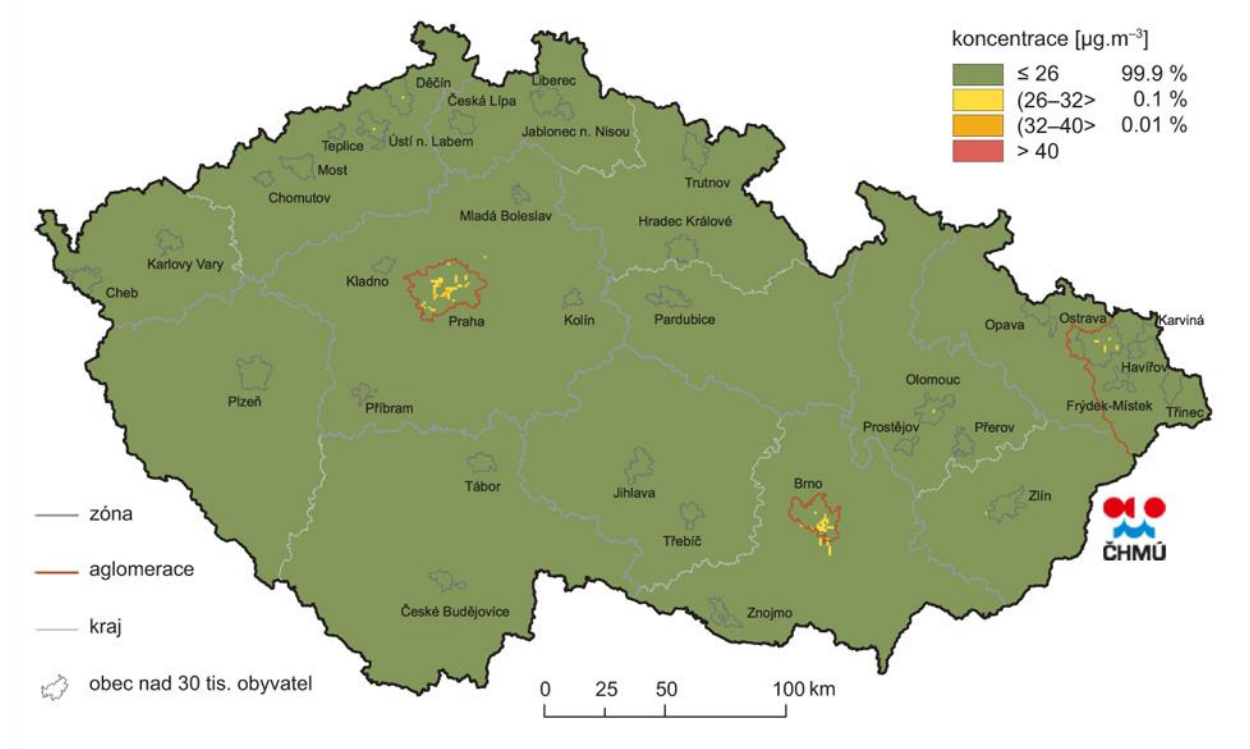 koncentrace [µg.m⁻³]
≤ 26 99.9 %
(26–32> 0.1 %
(32–40> 0.01 %
> 40
Děčín
Liberec
Česká Lípa
Jablonec n. Nisou
Teplice
Ústí n. Labem
Most
Chomutov
Trutnov
Mladá Boleslav
Hradec Králové
Karlovy Vary
Kladno
Cheb
Praha
Kolín
Pardubice
Opava
Ostrava
Karviná
Havířov
Plzeň
Příbram
Olomouc
Frýdek-Místek
Třinec
Prostějov
Přerov
Tábor
Jihlava
Brno
Zlín
Třebíč
České Budějovice
Znojmo
ČHMÚ
zóna
aglomerace
kraj
obec nad 30 tis. obyvatel
0 25 50 100 km